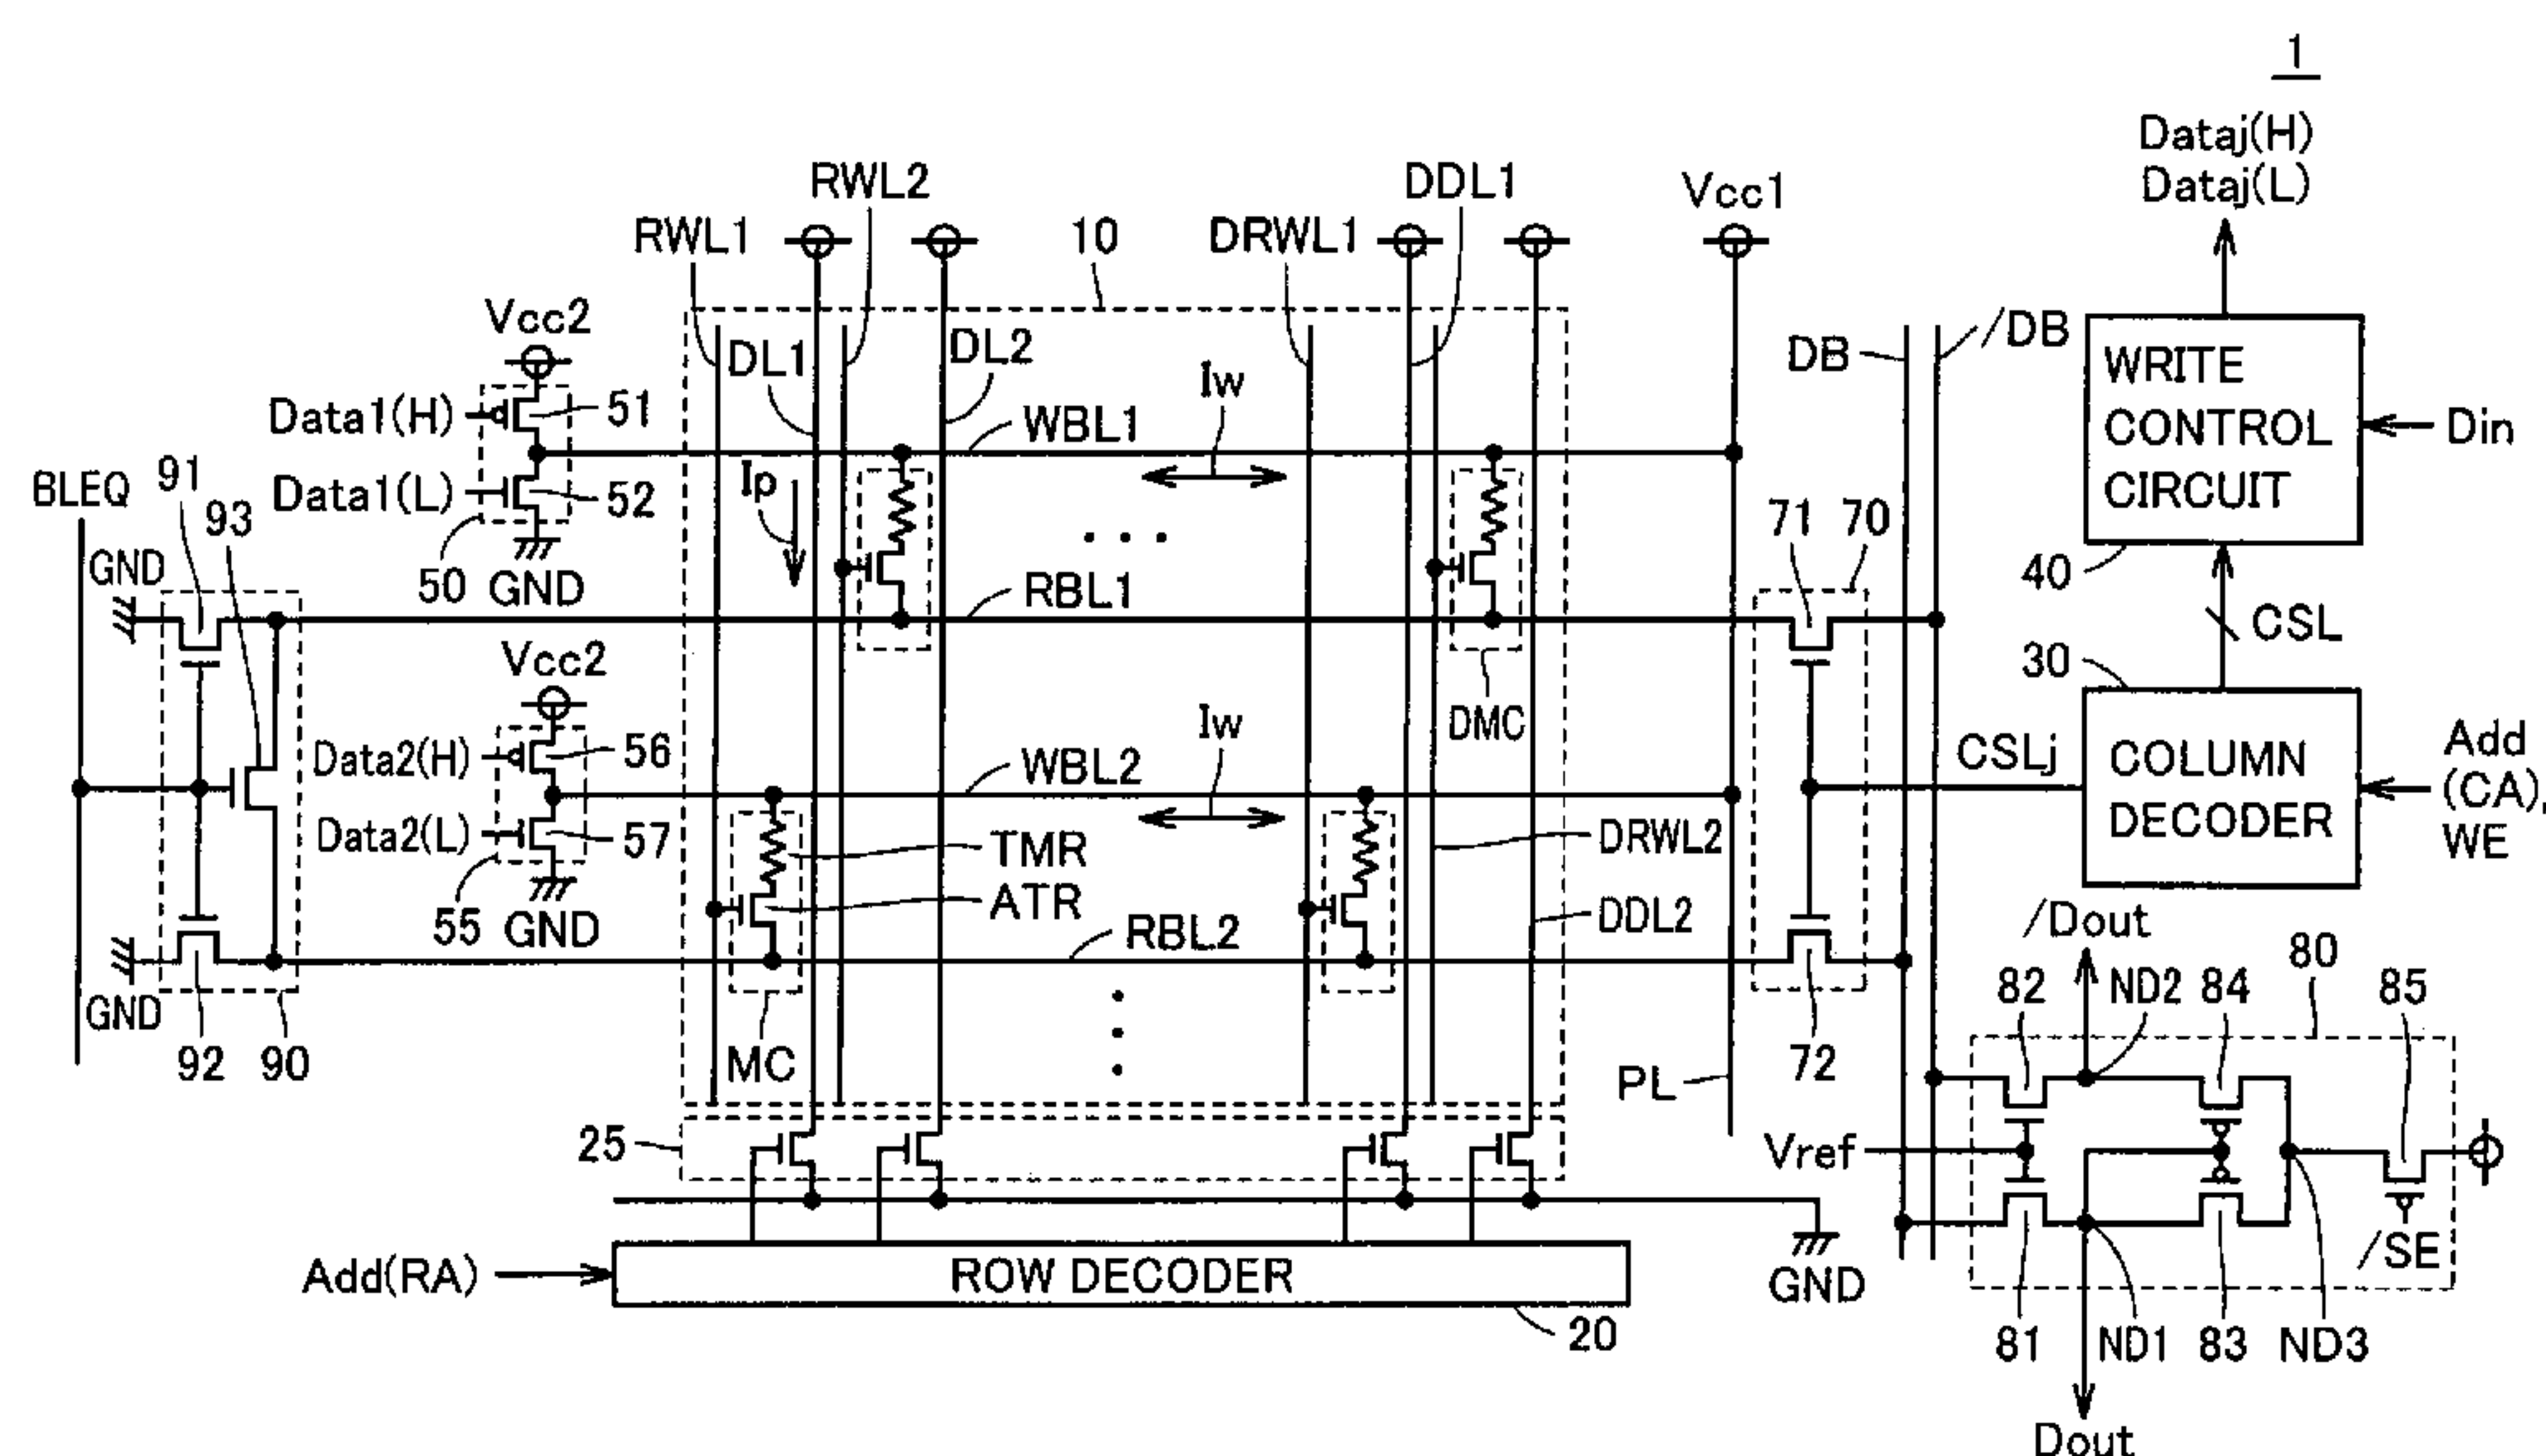 1
Dataj(H)
Dataj(L)
RWL2
DDL1
Vcc1
RWL1
10
DRWL1
Vcc2
DL1
DL2
DB
/DB
WRITE
CONTROL
CIRCUIT
Din
Data1(H)
51
WBL1
Iw
BLEQ
91
93
Data1(L)
52
Ip
71
70
GND
50
GND
RBL1
40
CSL
Vcc2
30
Data2(H)
56
WBL2
Iw
DMC
CSLj
COLUMN
DECODER
Add
(CA),
WE
Data2(L)
57
TMR
DRWL2
55
GND
ATR
RBL2
DDL2
/Dout
80
GND
82
ND2
84
85
92
90
MC
PL
72
25
Vref
/SE
Add(RA)
ROW DECODER
GND
20
81
ND1
83
ND3
Dout